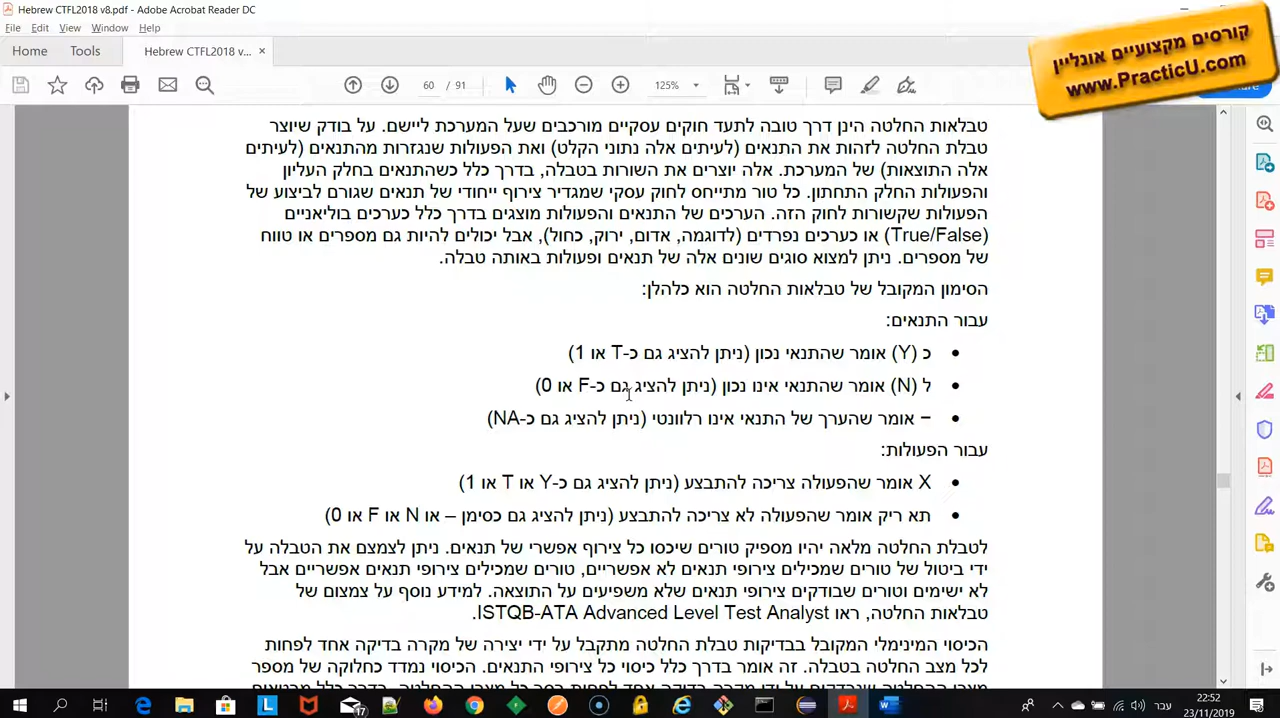 Hebrew CTFL2018 v8.pdf - Adobe Acrobat Reader DC
File Edit View Window Help
Home Tools Hebrew CTFL2018 v... ×
קורסים מקצועיים אונליין
www.PracticU.com
60 / 91 125%
טבלאות החלטה הינן דרך טובה לתעד חוקים עסקיים מורכבים שעל המערכת ליישם. על בודק שיוצר
טבלת החלטה לזהות את התנאים (לעיתים אלה נתוני הקלט) ואת הפעולות שנגזרות מהתנאים (לעיתים
אלה התוצאות) של המערכת. אלה יוצרים את השורות בטבלה, בדרך כלל כשהתנאים בחלק העליון
והפעולות החלק התחתון. כל טור מתייחס לחוק עסקי שמגדיר צירוף ייחודי של תנאים שגורם לביצוע של
הפעולות שקשורות לחוק הזה. הערכים של התנאים והפעולות מוצגים בדרך כלל כערכים בוליאניים
(True/False) או כערכים נפרדים (לדוגמה, אדום, ירוק, כחול), אבל יכולים להיות גם מספרים או טווח
של מספרים. ניתן למצוא סוגים שונים אלה של תנאים ופעולות באותה טבלה.
הסימון המקובל של טבלאות החלטה הוא כלהלן:
עבור התנאים:
• כ (Y) אומר שהתנאי נכון (ניתן להציג גם כ-T או 1)
• ל (N) אומר שהתנאי אינו נכון (ניתן להציג גם כ-F או 0)
• – אומר שהערך של התנאי אינו רלוונטי (ניתן להציג גם כ-NA)
עבור הפעולות:
• X אומר שהפעולה צריכה להתבצע (ניתן להציג גם כ-Y או T או 1)
• תא ריק אומר שהפעולה לא צריכה להתבצע (ניתן להציג גם כסימן – או N או F או 0)
לטבלת החלטה מלאה יהיו מספיק טורים שיכסו כל צירוף אפשרי של תנאים. ניתן לצמצם את הטבלה על
ידי ביטול של טורים שמכילים צירופי תנאים לא אפשריים, טורים שמכילים צירופי תנאים אפשריים אבל
לא ישימים וטורים שבודקים צירופי תנאים שלא משפיעים על התוצאה. למידע נוסף על צמצום של
טבלאות החלטה, ראו ISTQB-ATA Advanced Level Test Analyst.
הכיסוי המינימלי המקובל בבדיקות טבלת החלטה מתקבל על ידי יצירה של מקרה בדיקה אחד לפחות
לכל מצב החלטה בטבלה. זה אומר בדרך כלל כיסוי כל צירופי התנאים. הכיסוי נמדד כחלוקה של מספר
17
עבר
22:52
23/11/2019